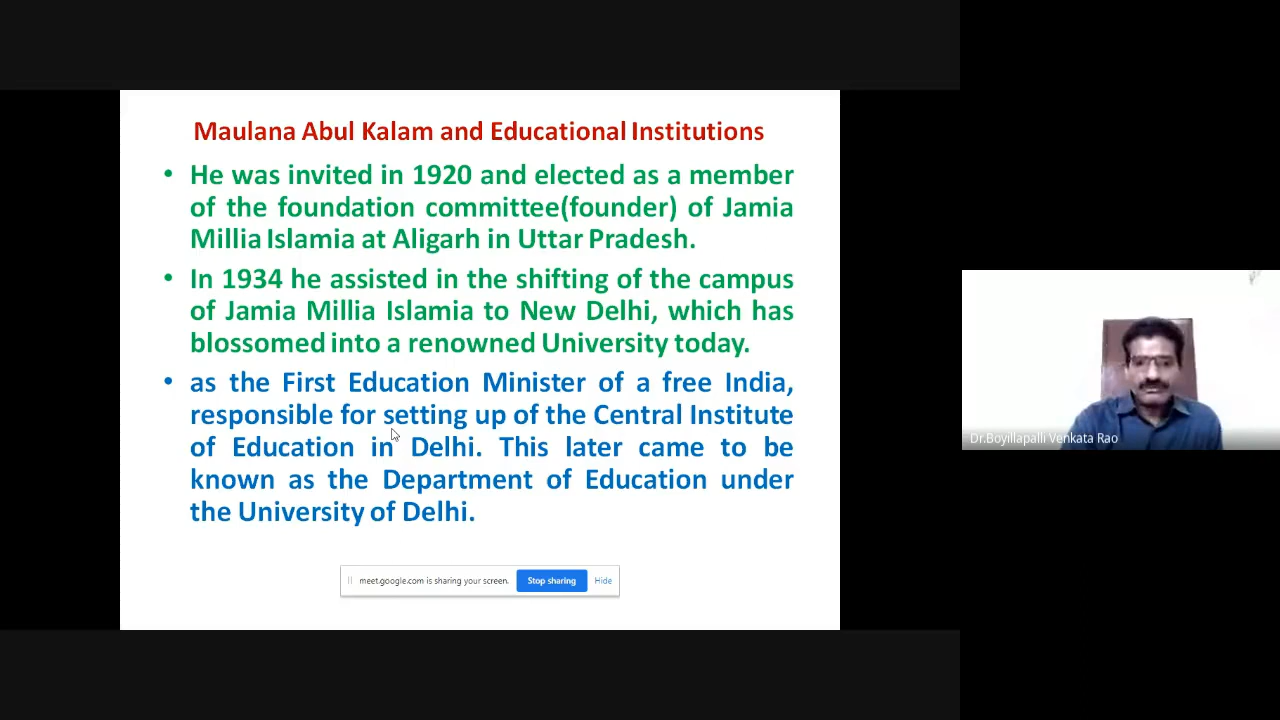 Maulana Abul Kalam and Educational Institutions
• He was invited in 1920 and elected as a member
of the foundation committee(founder) of Jamia
Millia Islamia at Aligarh in Uttar Pradesh.
• In 1934 he assisted in the shifting of the campus
of Jamia Millia Islamia to New Delhi, which has
blossomed into a renowned University today.
• as the First Education Minister of a free India,
responsible for setting up of the Central Institute
of Education in Delhi. This later came to be
known as the Department of Education under
the University of Delhi.
meet.google.com is sharing your screen. Stop sharing Hide
Dr.Boyillapalli Venkata Rao